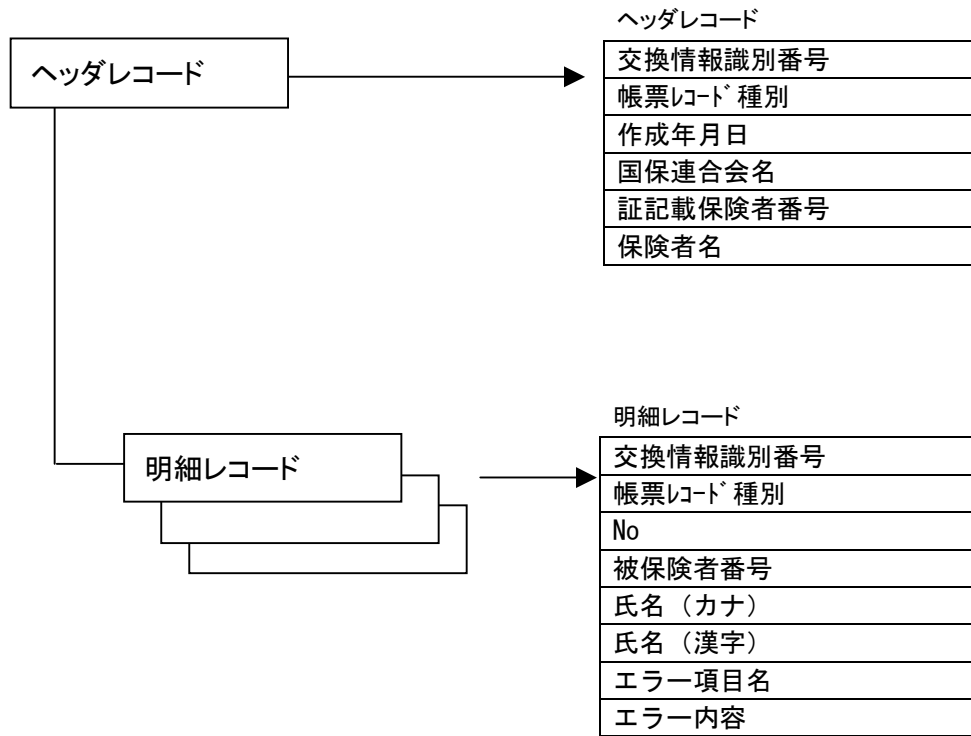 ヘッダレコード
ヘッダレコード
交換情報識別番号
帳票ﾚｺｰﾄﾞ種別
作成年月日
国保連合会名
証記載保険者番号
保険者名
明細レコード
明細レコード
交換情報識別番号
帳票ﾚｺｰﾄﾞ種別
No
被保険者番号
氏名（カナ）
氏名（漢字）
エラー項目名
エラー内容